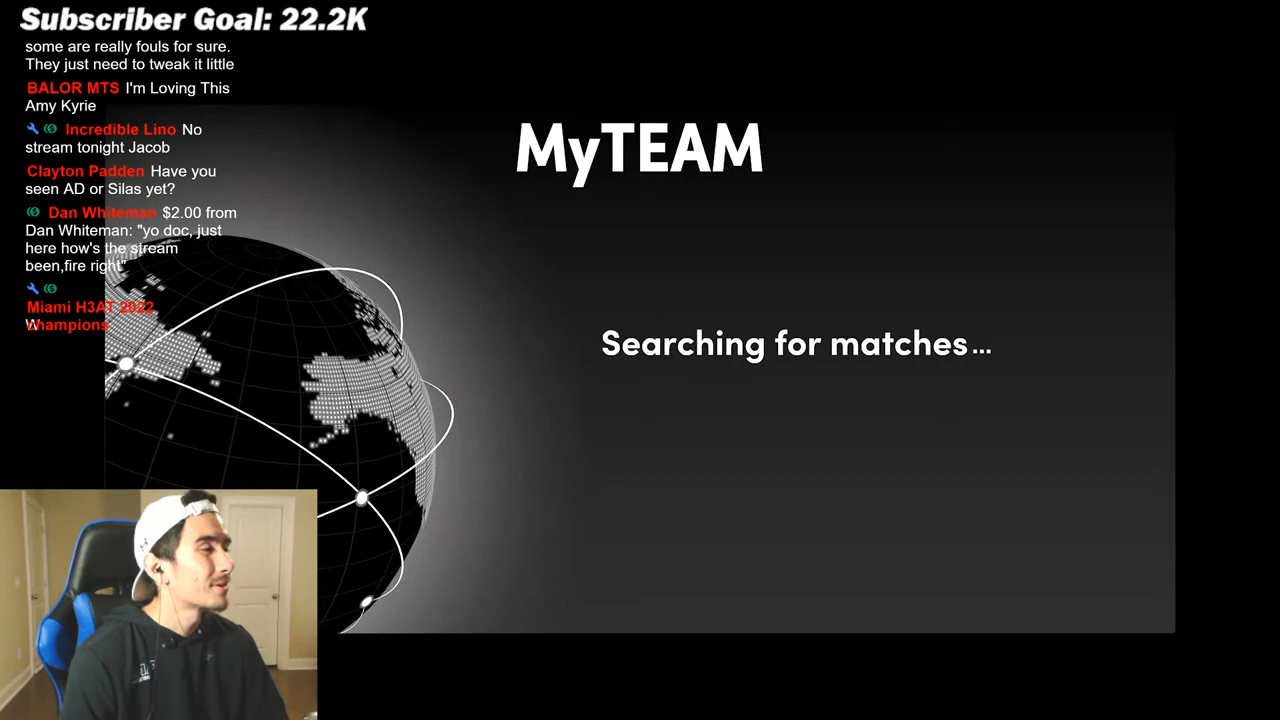 Subscriber Goal: 22.2K
some are really fouls for sure.
They just need to tweak it little
BALOR MTS I'm Loving This
Amy Kyrie
Incredible Lino No
stream tonight Jacob
Clayton Padden Have you
seen AD or Silas yet?
Dan Whiteman $2.00 from
Dan Whiteman: "yo doc, just
here how's the stream
been,fire right"
Miami H3AT 2022
Champions
W
MyTEAM
Searching for matches...